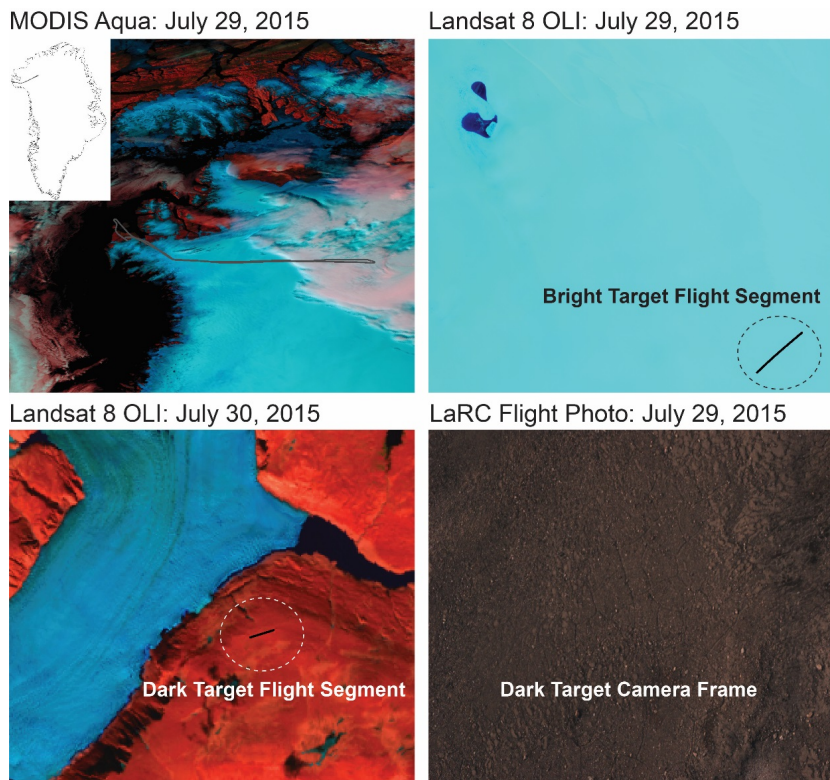 MODIS Aqua: July 29, 2015
Landsat 8 OLI: July 29, 2015
Bright Target Flight Segment
Landsat 8 OLI: July 30, 2015
LaRC Flight Photo: July 29, 2015
Dark Target Flight Segment
Dark Target Camera Frame